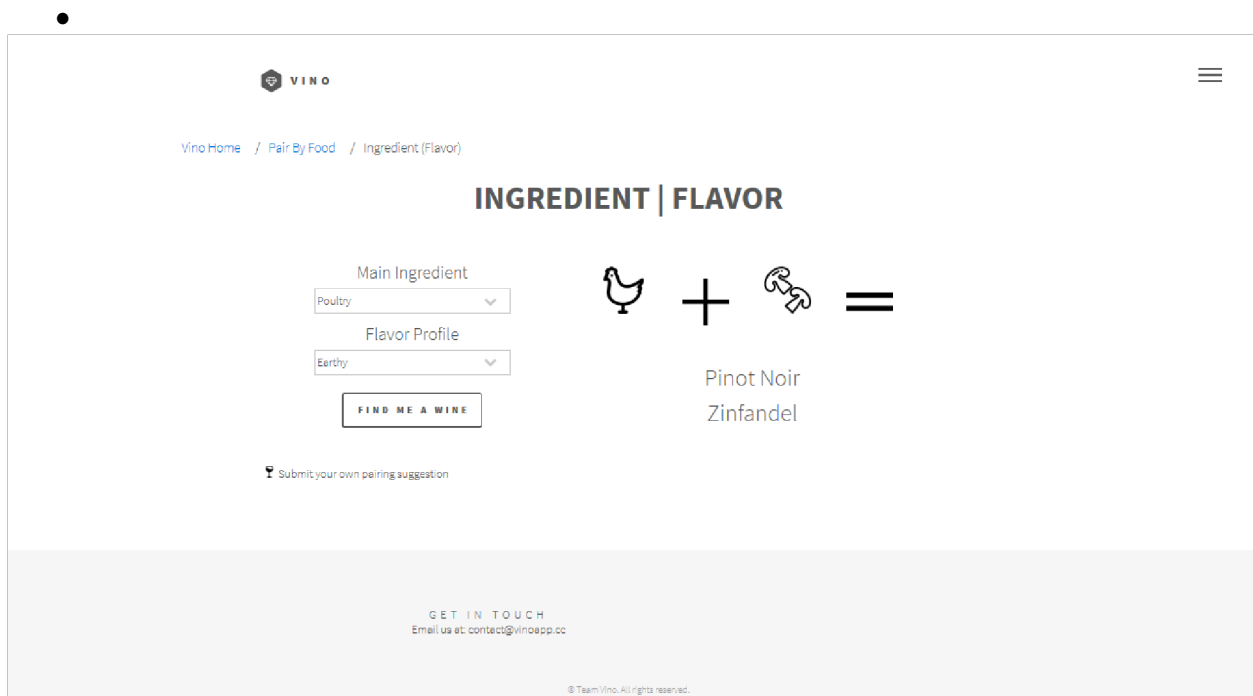 VINO
Vino Home / Pair By Food / Ingredient (Flavor)
INGREDIENT | FLAVOR
Main Ingredient
Poultry
Flavor Profile
Earthy
FIND ME A WINE
Pinot Noir
Zinfandel
Submit your own pairing suggestion
GET IN TOUCH
Email us at: contact@vinoapp.cc
© Team Vino. All rights reserved.